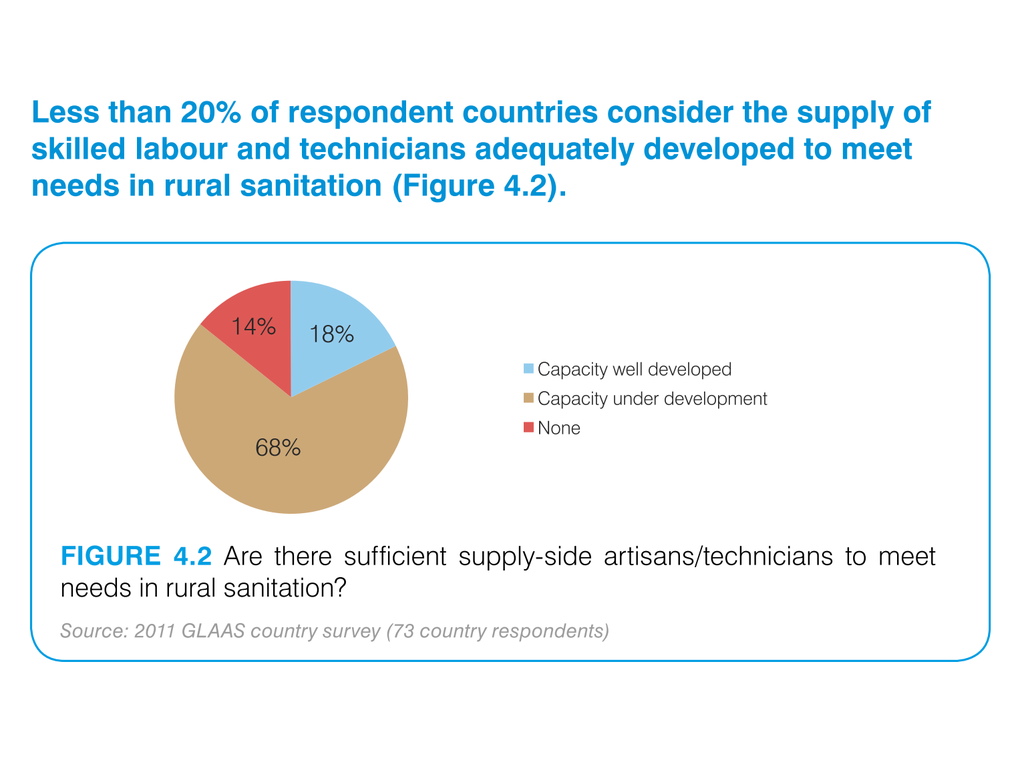 Less than 20% of respondent countries consider the supply of
skilled labour and technicians adequately developed to meet
needs in rural sanitation (Figure 4.2).
14%
18%
68%
Capacity well developed
Capacity under development
None
FIGURE 4.2 Are there sufficient supply-side artisans/technicians to meet
needs in rural sanitation?
Source: 2011 GLAAS country survey (73 country respondents)